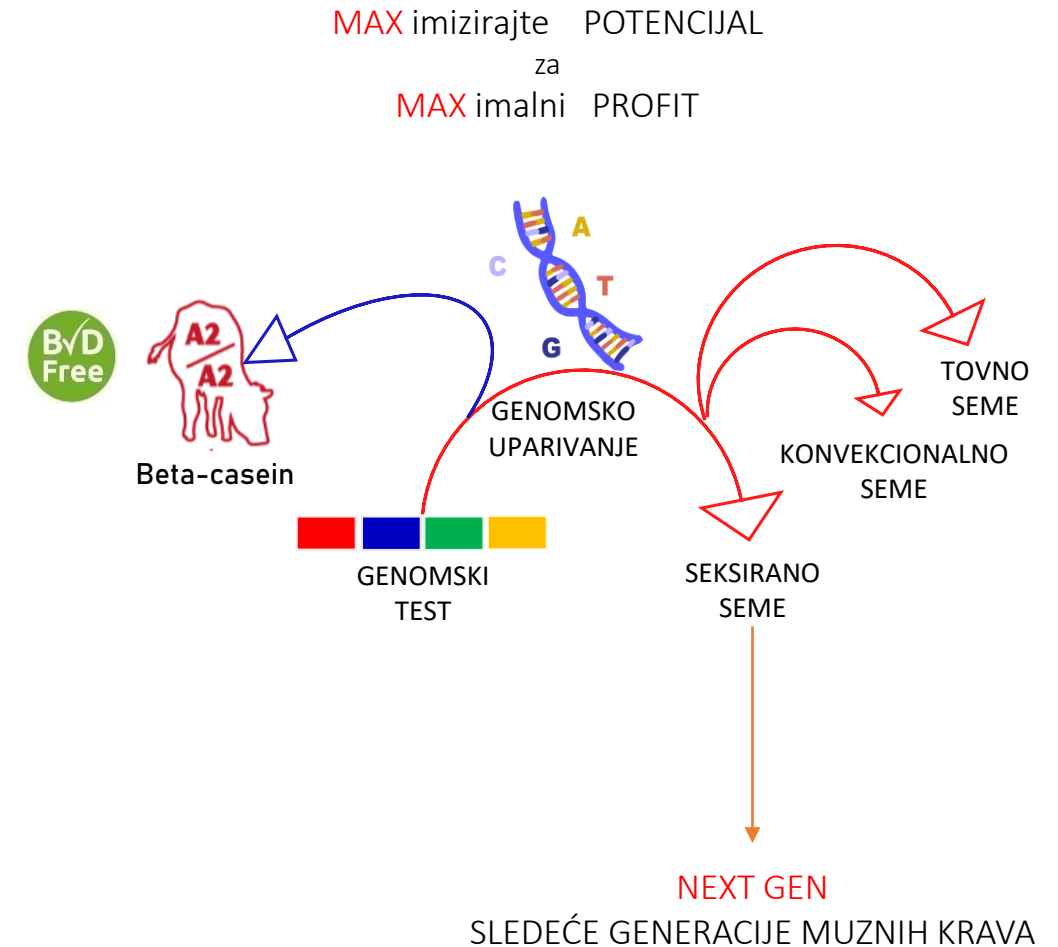 MAX imizirajte POTENCIJAL
za
MAX imalni PROFIT
A
C
T
G
BVD
Free
A2
A2
Beta-casein
GENOMSKO
UPARIVANJE
TOVNO
SEME
KONVEKCIONALNO
SEME
GENOMSKI
TEST
SEKSIRANO
SEME
NEXT GEN
SLEDEĆE GENERACIJE MUZNIH KRAVA